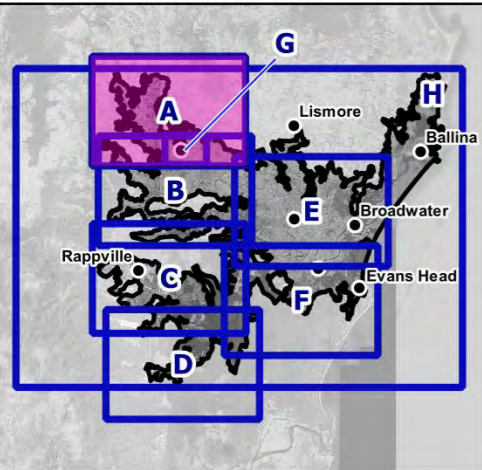 G
H
A
Lismore
Ballina
B
E
Broadwater
Rappville
C
Evans Head
F
D